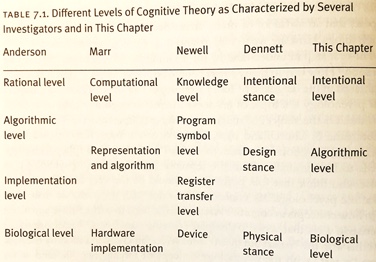 TABLE 7.1. Different Levels of Cognitive Theory as Characterized by Several
Investigators and in This Chapter
Anderson Marr Newell Dennett This Chapter
Rational level Computational Knowledge Intentional Intentional
level level stance level
Algorithmic Program
level symbol
Representation level Design Algorithmic
and algorithm stance level
Implementation Register
level transfer
level
Biological level Hardware Device Physical Biological
implementation stance level